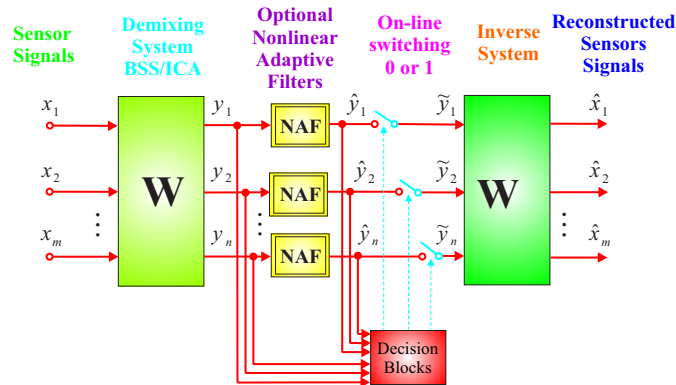 Sensor
Signals
Demixing
System
BSS/ICA
Optional
Nonlinear
Adaptive
Filters
On-line
switching
0 or 1
Inverse
System
Reconstructed
Sensors
Signals
x₁
y₁
NAF
ŷ₁
ỹ₁
x̂₁
W
W
x₂
y₂
NAF
ŷ₂
ỹ₂
x̂₂
xₘ
yₙ
NAF
ŷₙ
ỹₙ
x̂ₘ
Decision
Blocks